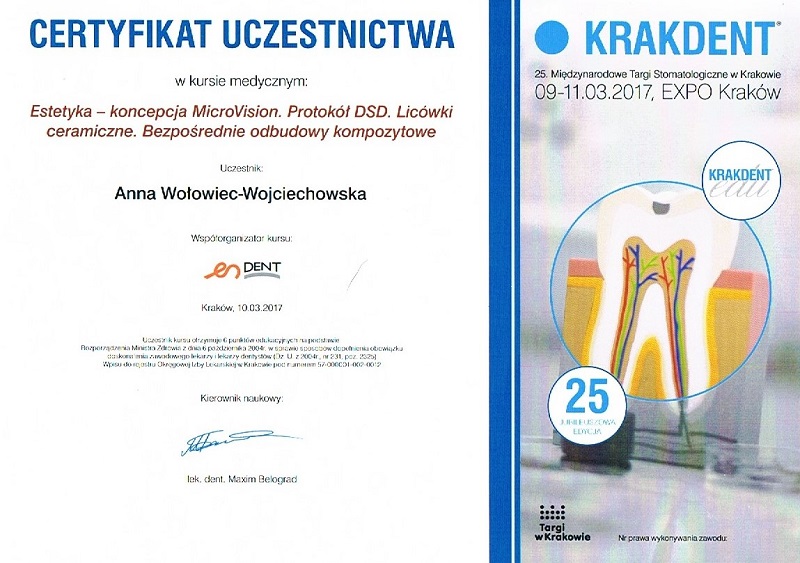 CERTYFIKAT UCZESTNICTWA
w kursie medycznym:
Estetyka – koncepcja MicroVision. Protokół DSD. Licówki
ceramiczne. Bezpośrednie odbudowy kompozytowe
Uczestnik:
Anna Wołowiec-Wojciechowska
Współorganizator kursu:
en DENT
Kraków, 10.03.2017
Uczestnik kursu otrzymuje 6 punktów edukacyjnych na podstawie
Rozporządzenia Ministra Zdrowia z dnia 6 października 2004r. w sprawie sposobów dopełnienia obowiązku
doskonalenia zawodowego lekarzy i lekarzy dentystów (Dz. U. z 2004r., nr 231, poz. 2325)
Wpis do rejestru Okręgowej Izby Lekarskiej w Krakowie pod numerem 57-000001-002-0012
Kierownik naukowy:
lek. dent. Maxim Belograd
KRAKDENT®
25. Międzynarodowe Targi Stomatologiczne w Krakowie
09-11.03.2017, EXPO Kraków
KRAKDENT
edu
25
JUBILEUSZOWA
EDYCJA
Targi
w Krakowie
Nr prawa wykonywania zawodu: